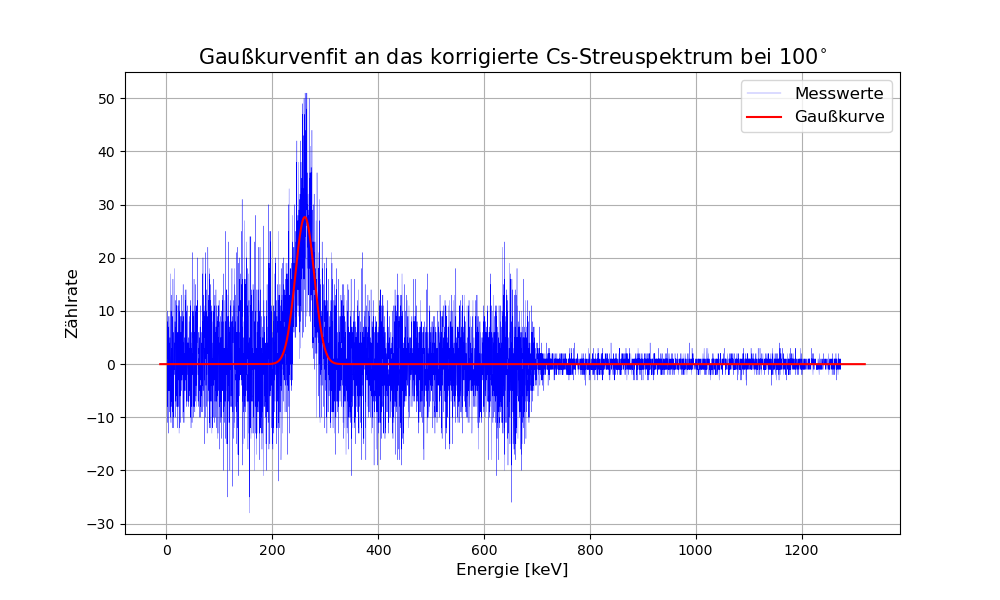 Gaußkurvenfit an das korrigierte Cs-Streuspektrum bei 100°
Messwerte
Gaußkurve
Zählrate
50
40
30
20
10
0
−10
−20
−30
0 200 400 600 800 1000 1200
Energie [keV]